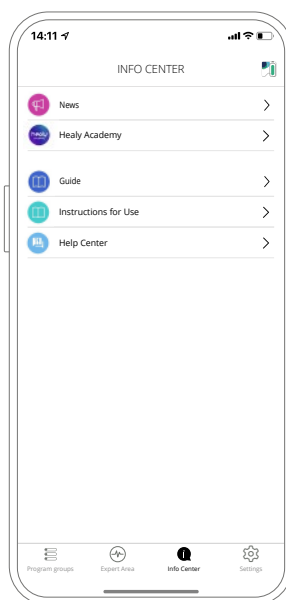 14:11
INFO CENTER
News
Healy Academy
Guide
Instructions for Use
Help Center
Program groups Expert Area Info Center Settings